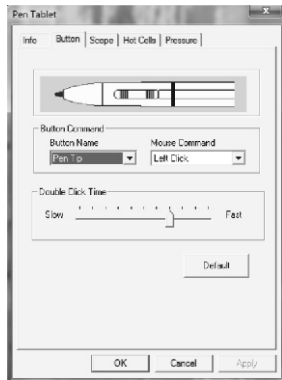 Pen Tablet
Info Button Scope Hot Cells Pressure
Button Command
Button Name Mouse Command
Pen Tip Left Click
Double Click Time
Slow Fast
Default
OK Cancel Apply